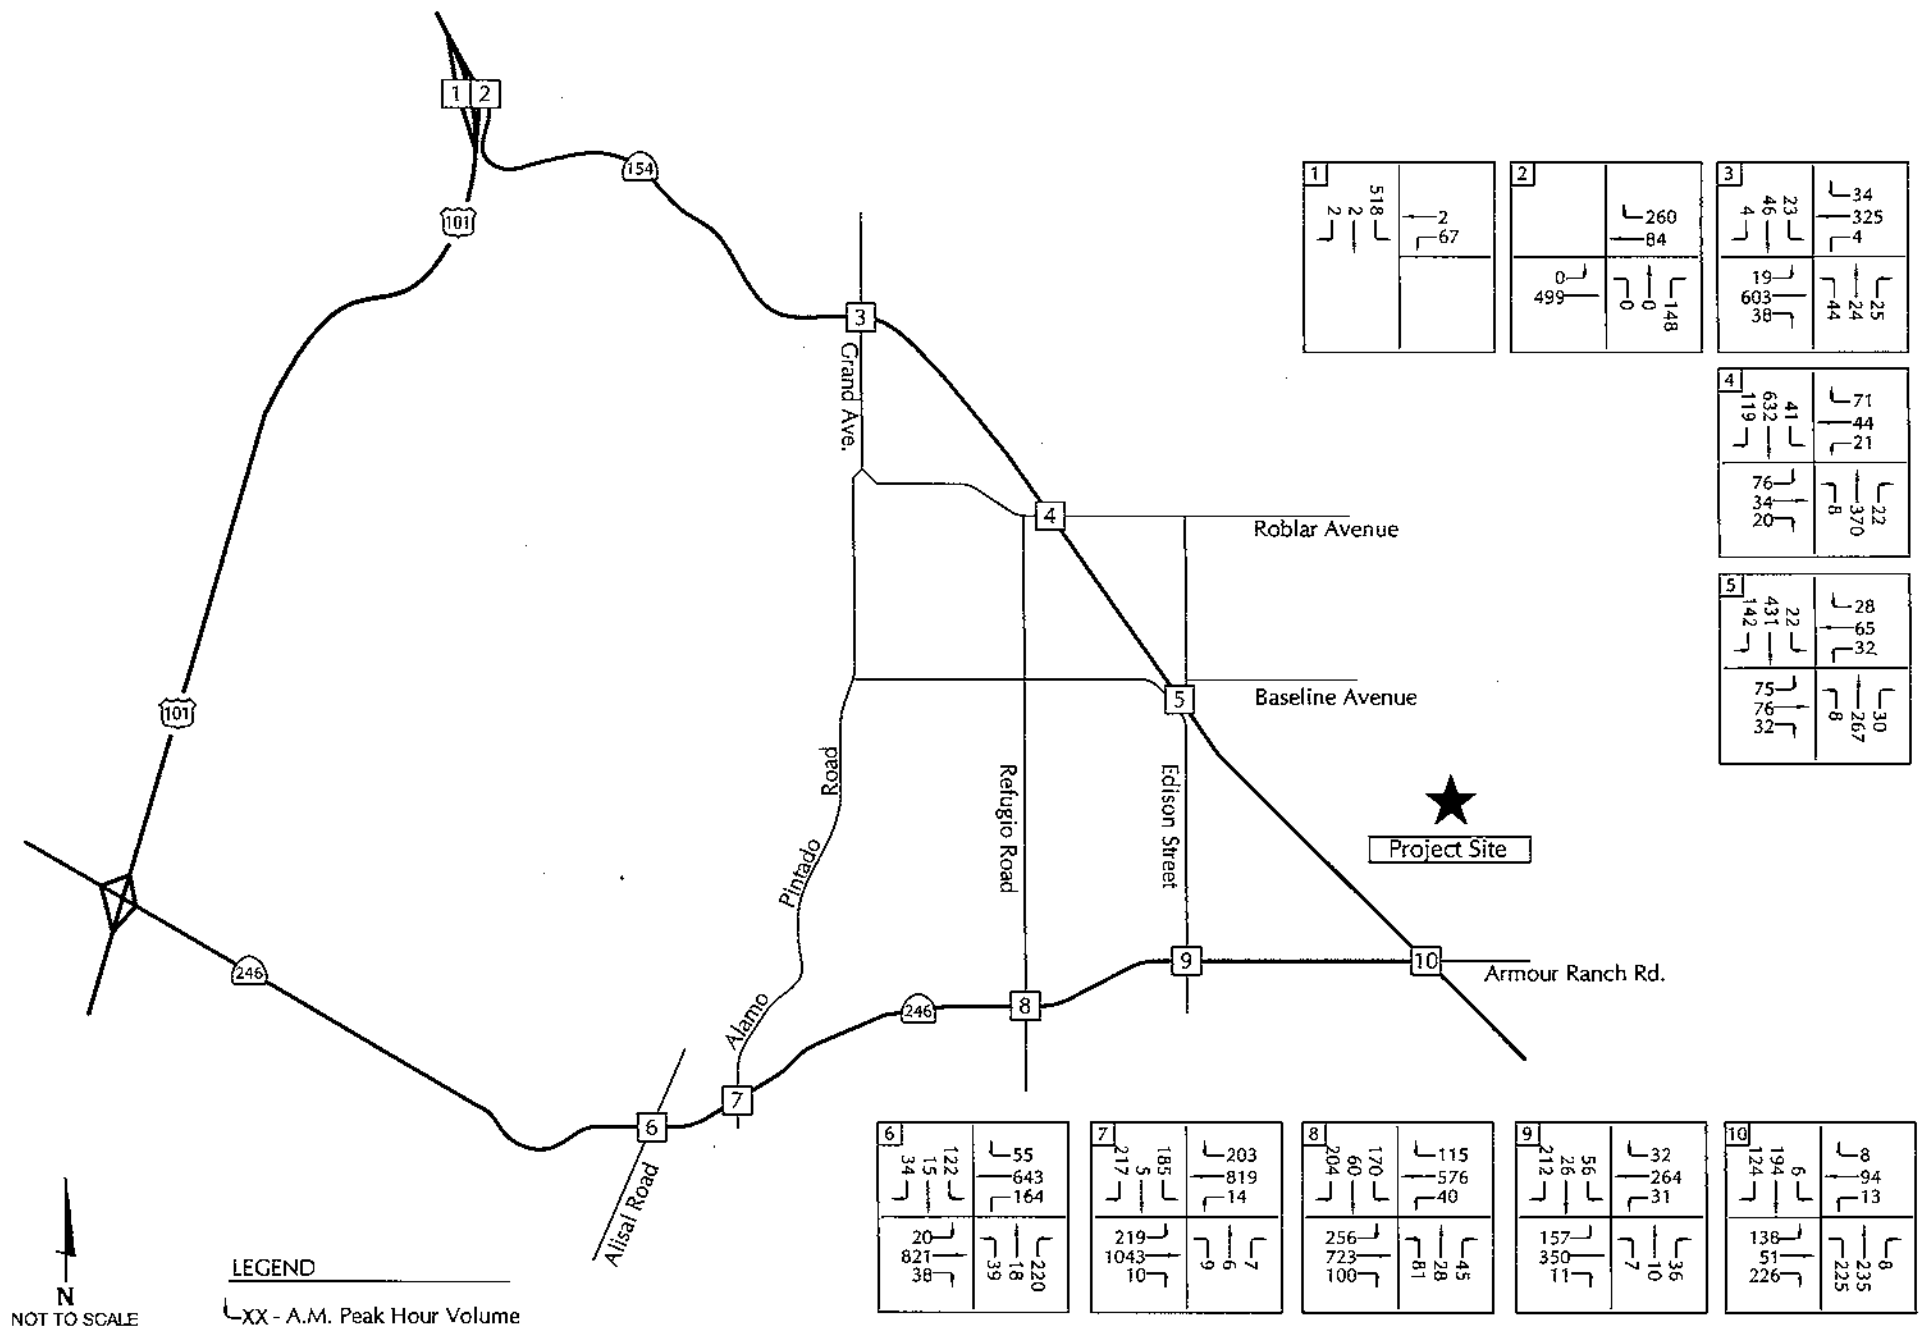 1 2
154
101
3
Grand Ave.
4
Roblar Avenue
5
Baseline Avenue
101
Road
Pintado
Alamo
Refugio Road
Edison Street
Project Site
9
10
Armour Ranch Rd.
246
246
8
7
6
Alisal Road
N
NOT TO SCALE
LEGEND
XX - A.M. Peak Hour Volume
1
2 2 518
2
67
2
260
84
0
499
0 0 148
3
4 46 23
34
325
4
19
603
38
44 24 25
4
119 632 41
71
44
21
76
34
20
8 370 22
5
142 431 22
28
65
32
75
76
32
8 267 30
6
34 15 122
55
643
164
20
821
38
39 18 220
7
217 5 185
203
819
14
219
1043
10
9 6 7
8
204 60 170
115
576
40
256
723
100
81 28 45
9
212 26 56
32
264
31
157
350
11
7 10 36
10
124 194 6
8
94
13
138
51
226
225 235 8